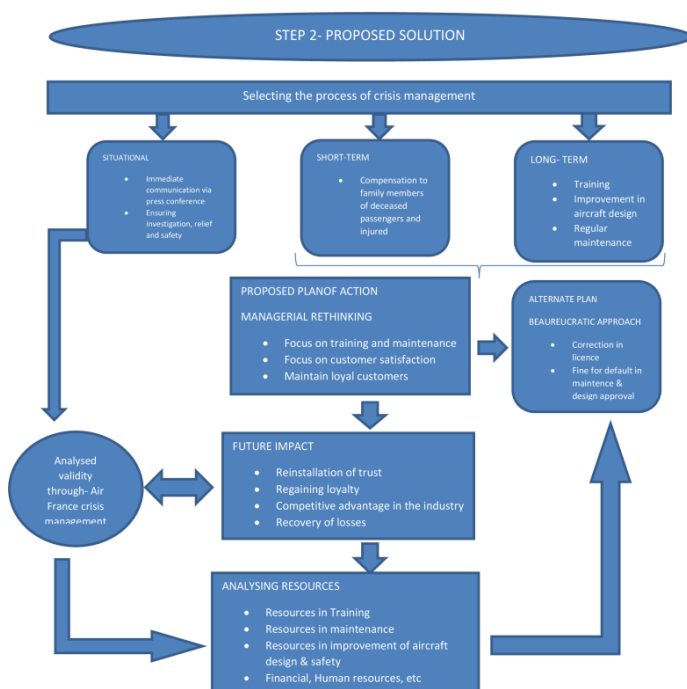 STEP 2- PROPOSED SOLUTION
Selecting the process of crisis management
SITUATIONAL
• Immediate
communication via
press conference
• Ensuring
investigation, relief
and safety
SHORT-TERM
• Compensation to
family members of
deceased
passengers and
injured
LONG- TERM
• Training
• Improvement in
aircraft design
• Regular
maintenance
PROPOSED PLANOF ACTION
MANAGERIAL RETHINKING
• Focus on training and maintenance
• Focus on customer satisfaction
• Maintain loyal customers
ALTERNATE PLAN
BEAUREUCRATIC APPROACH
• Correction in
licence
• Fine for default in
maintence &
design approval
Analysed
validity
through- Air
France crisis
management
FUTURE IMPACT
• Reinstallation of trust
• Regaining loyalty
• Competitive advantage in the industry
• Recovery of losses
ANALYSING RESOURCES
• Resources in Training
• Resources in maintenance
• Resources in improvement of aircraft
design & safety
• Financial, Human resources, etc